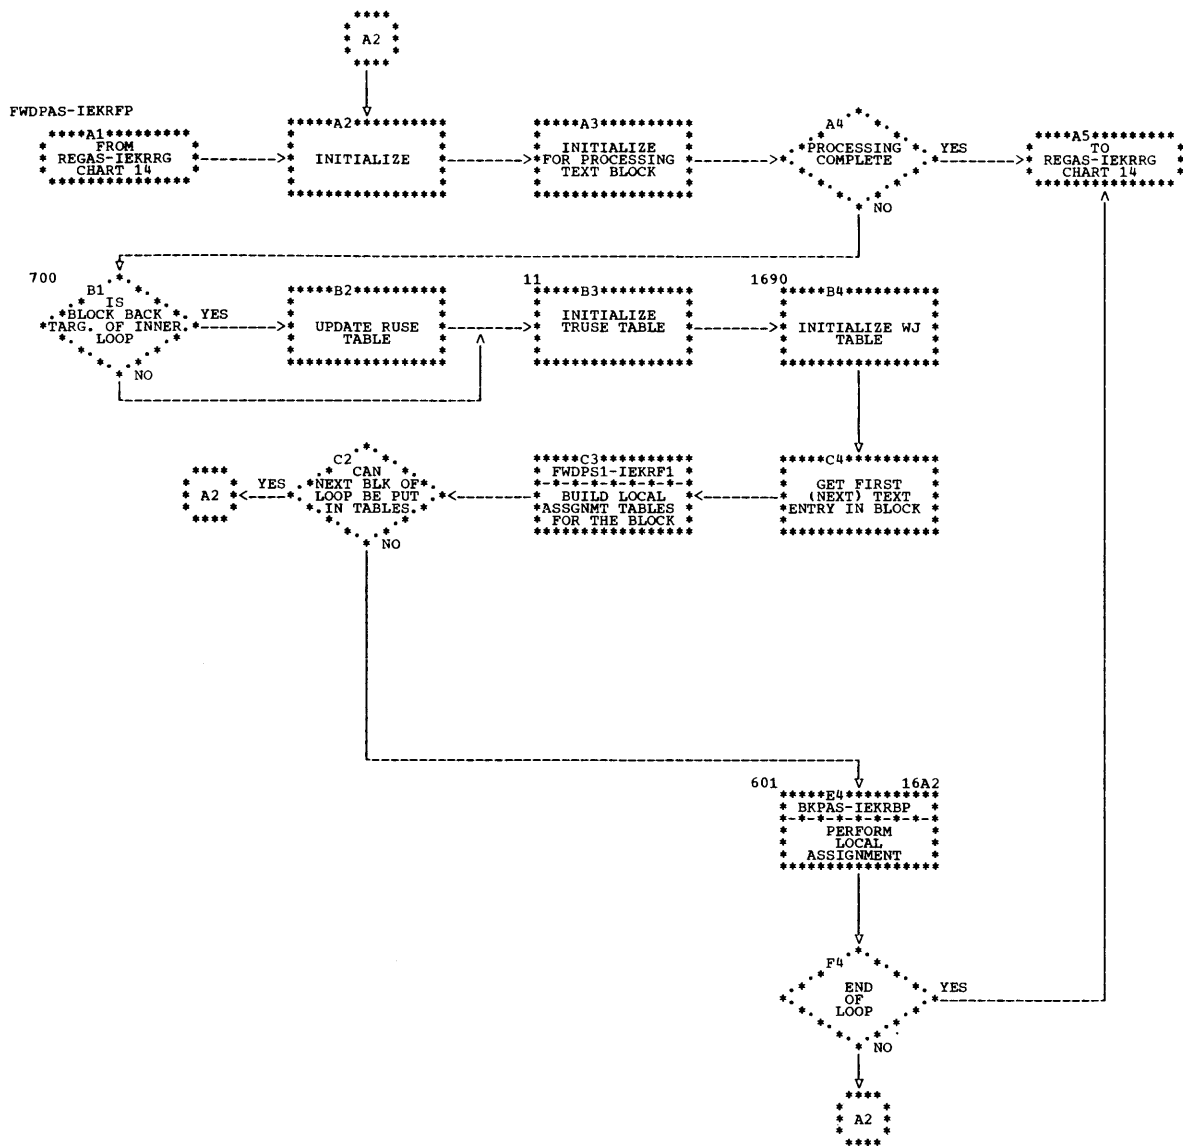 A2
FWDPAS-IEKRFP
A1
FROM
REGAS-IEKRRG
CHART 14
A2
INITIALIZE
A3
INITIALIZE
FOR PROCESSING
TEXT BLOCK
A4
PROCESSING
COMPLETE
YES
NO
A5
TO
REGAS-IEKRRG
CHART 14
700
B1
IS
BLOCK BACK
TARG. OF INNER
LOOP
YES
NO
B2
UPDATE RUSE
TABLE
11
B3
INITIALIZE
TRUSE TABLE
1690
B4
INITIALIZE WJ
TABLE
A2
YES
C2
CAN
NEXT BLK OF
LOOP BE PUT
IN TABLES
NO
C3
FWDPS1-IEKRF1
BUILD LOCAL
ASSGNMT TABLES
FOR THE BLOCK
C4
GET FIRST
(NEXT) TEXT
ENTRY IN BLOCK
601
16A2
E4
BKPAS-IEKRBP
PERFORM
LOCAL
ASSIGNMENT
F4
END
OF
LOOP
YES
NO
A2